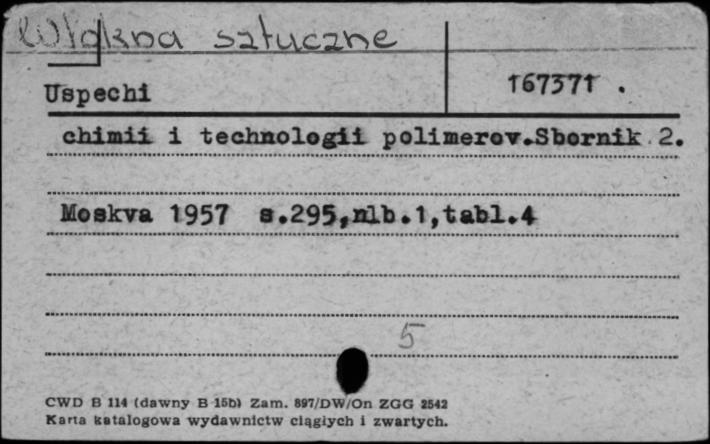 Włókna sztuczne
Uspechi
167371.
chimii i technologii polimerov.Sbornik 2.
Moskva 1957 s.295,nlb.1,tabl.4
5
CWD B 114 (dawny B 15b) Zam. 897/DW/On ZGG 2542
Karta katalogowa wydawnictw ciągłych i zwartych.